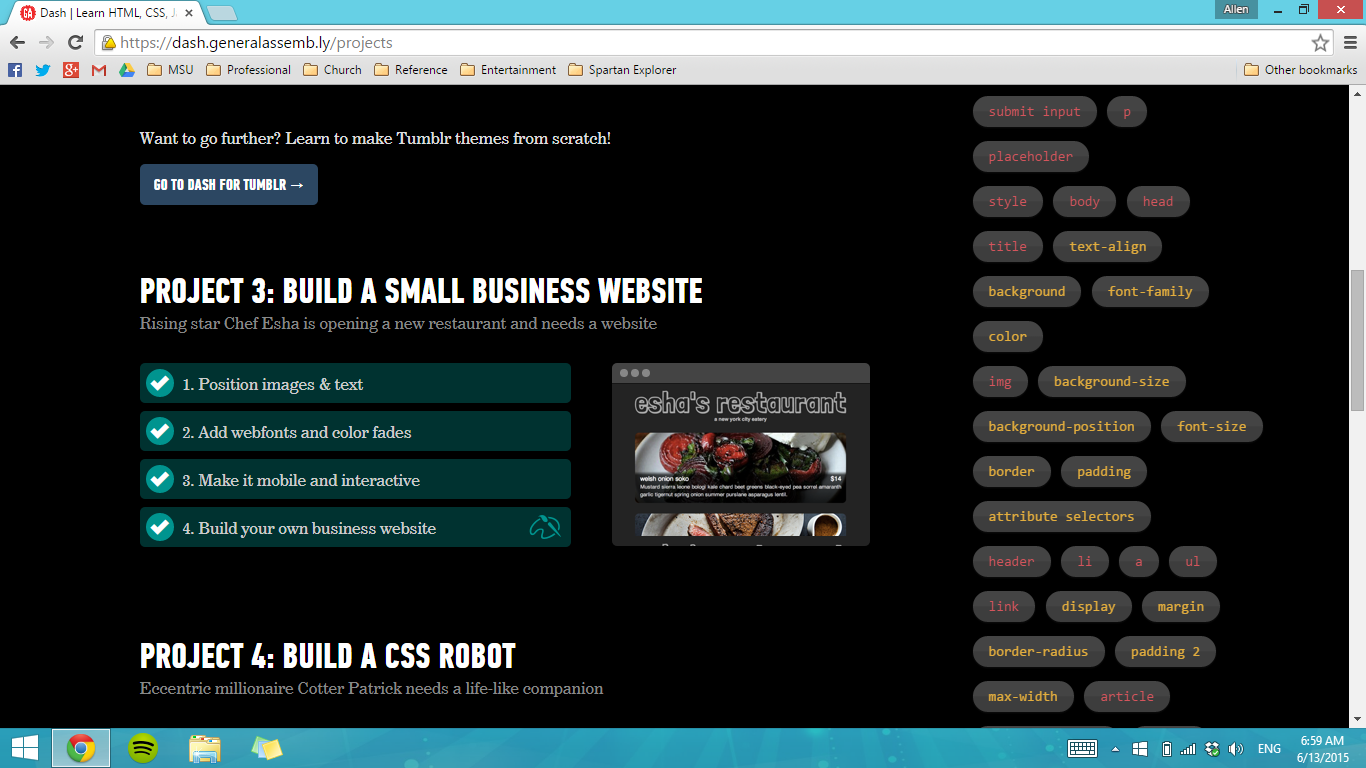 Dash | Learn HTML, CSS, J
Allen
https://dash.generalassemb.ly/projects
MSU
Professional
Church
Reference
Entertainment
Spartan Explorer
Other bookmarks
Want to go further? Learn to make Tumblr themes from scratch!
GO TO DASH FOR TUMBLR →
PROJECT 3: BUILD A SMALL BUSINESS WEBSITE
Rising star Chef Esha is opening a new restaurant and needs a website
1. Position images & text
2. Add webfonts and color fades
3. Make it mobile and interactive
4. Build your own business website
esha's restaurant
a new york city eatery
welsh onion soko $14
Mustard sierra leone bologi kale chard beet greens black-eyed pea sorrel amaranth
garlic tigernut spring onion summer purslane asparagus lentil.
PROJECT 4: BUILD A CSS ROBOT
Eccentric millionaire Cotter Patrick needs a life-like companion
submit input p
placeholder
style body head
title text-align
background font-family
color
img background-size
background-position font-size
border padding
attribute selectors
header li a ul
link display margin
border-radius padding 2
max-width article
ENG
6:59 AM
6/13/2015